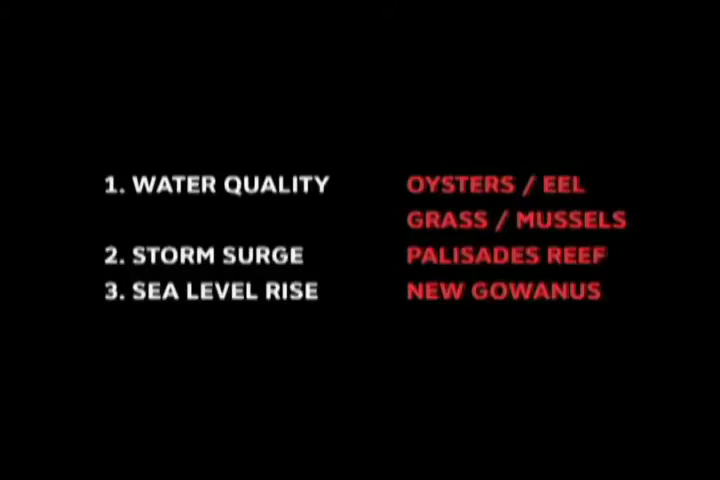 1. WATER QUALITY OYSTERS / EEL
GRASS / MUSSELS
2. STORM SURGE PALISADES REEF
3. SEA LEVEL RISE NEW GOWANUS